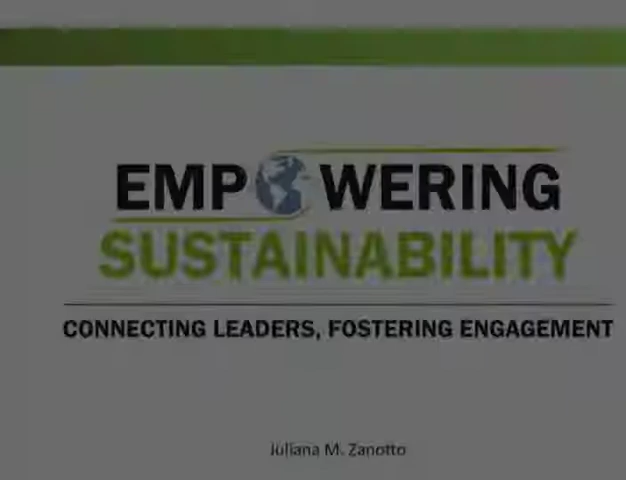 EMPOWERING
SUSTAINABILITY
CONNECTING LEADERS, FOSTERING ENGAGEMENT
Juliana M. Zanotto